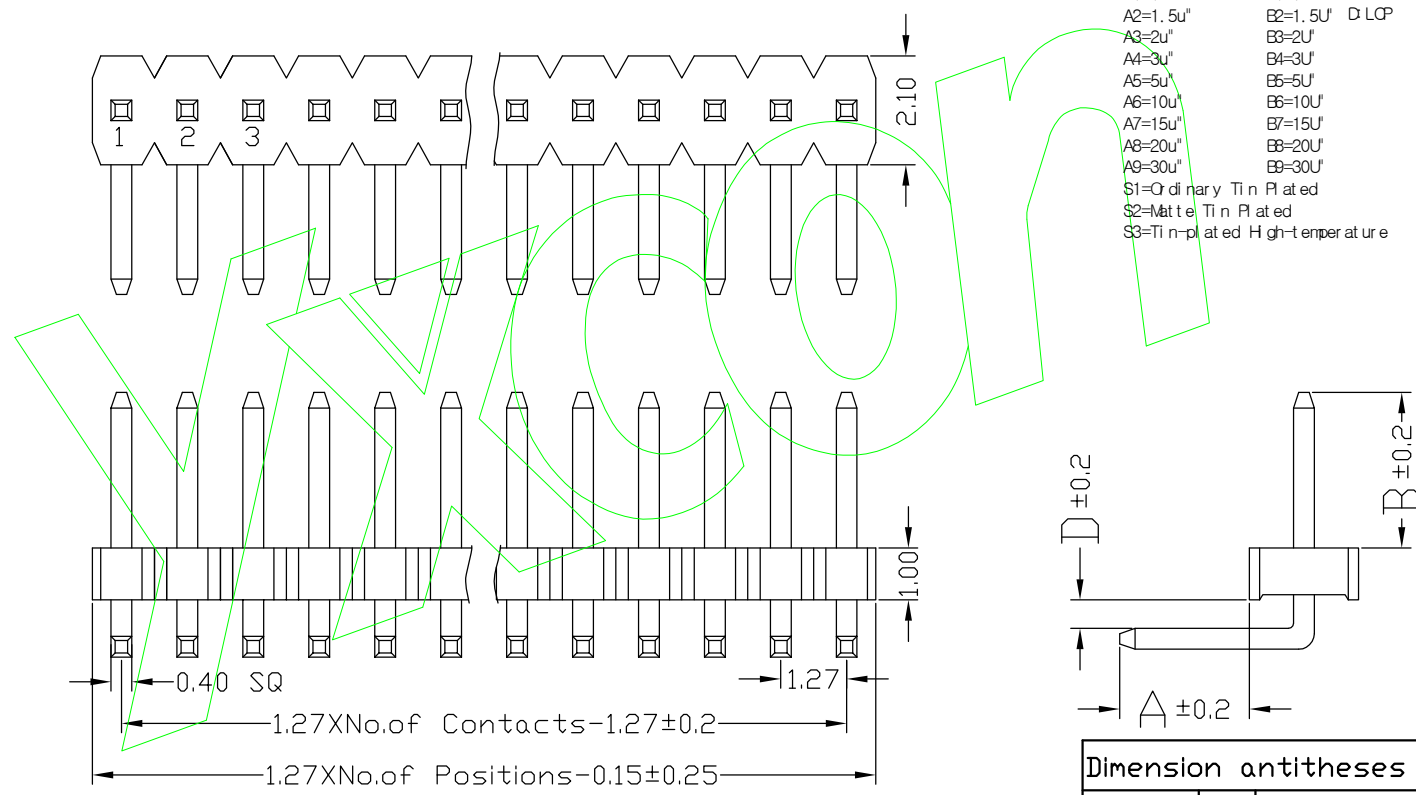 A2=1.5u" B2=1.5U" D:LCP
A3=2u" B3=2U"
A4=3u" B4=3U"
A5=5u" B5=5U"
A6=10u" B6=10U"
A7=15u" B7=15U"
A8=20u" B8=20U"
A9=30u" B9=30U"
S1=Ordinary Tin Plated
S2=Matte Tin Plated
S3=Tin-plated High-temperature
2.10
1 2 3
yxcon
D ±0.2
B ±0.2
1.00
0.40 SQ
1.27
A ±0.2
1.27XNo.of Contacts-1.27±0.2
1.27XNo.of Positions-0.15±0.25
Dimension antitheses